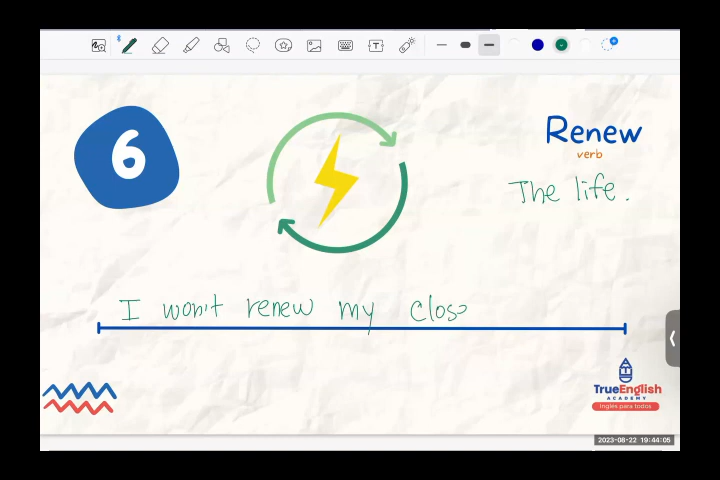 6
Renew
verb
The life.
I won't renew my clos
TrueEnglish
ACADEMY
Inglés para todos
2023-08-22 19:44:05